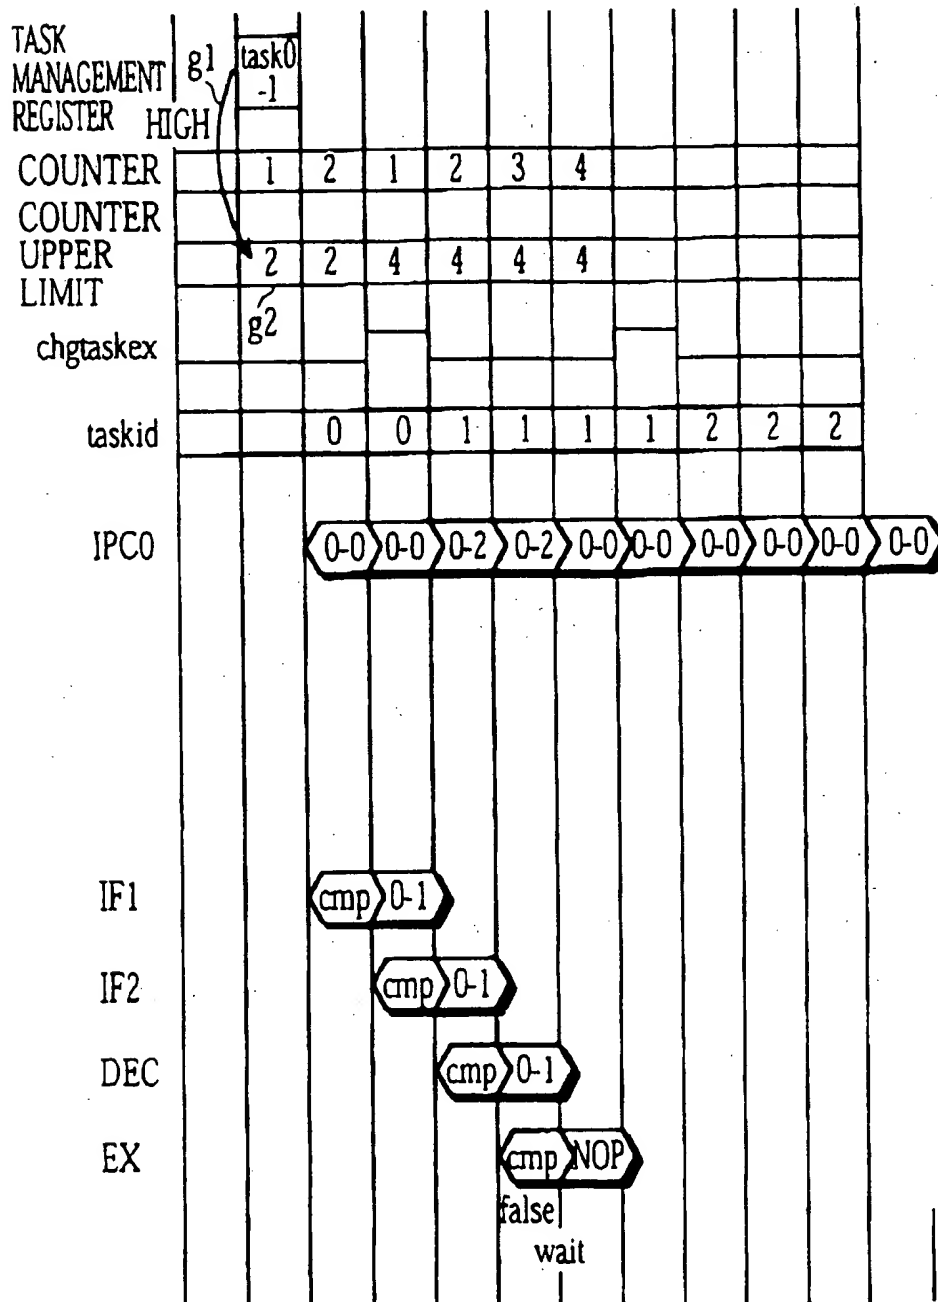 TASK
MANAGEMENT
REGISTER
g1
task0
-1
HIGH
COUNTER 1 2 1 2 3 4
COUNTER
UPPER
LIMIT
2 2 4 4 4 4
g2
chgtaskex
taskid 0 0 1 1 1 1 2 2 2
IPC0 0-0 0-0 0-2 0-2 0-0 0-0 0-0 0-0 0-0 0-0
IF1 cmp 0-1
IF2 cmp 0-1
DEC cmp 0-1
EX cmp NOP
false
wait